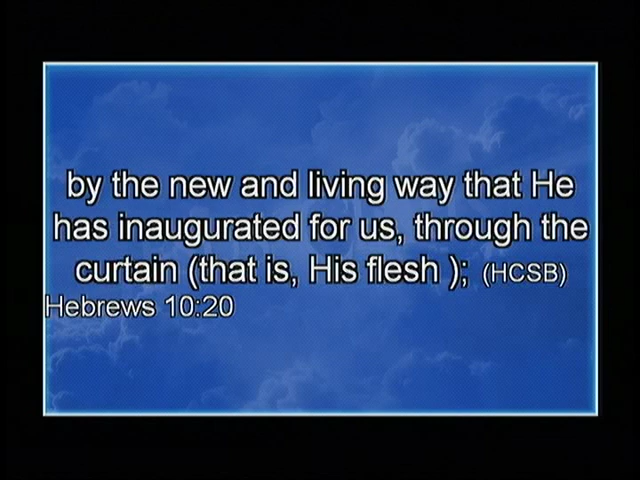 by the new and living way that He
has inaugurated for us, through the
curtain (that is, His flesh ); (HCSB)
Hebrews 10:20